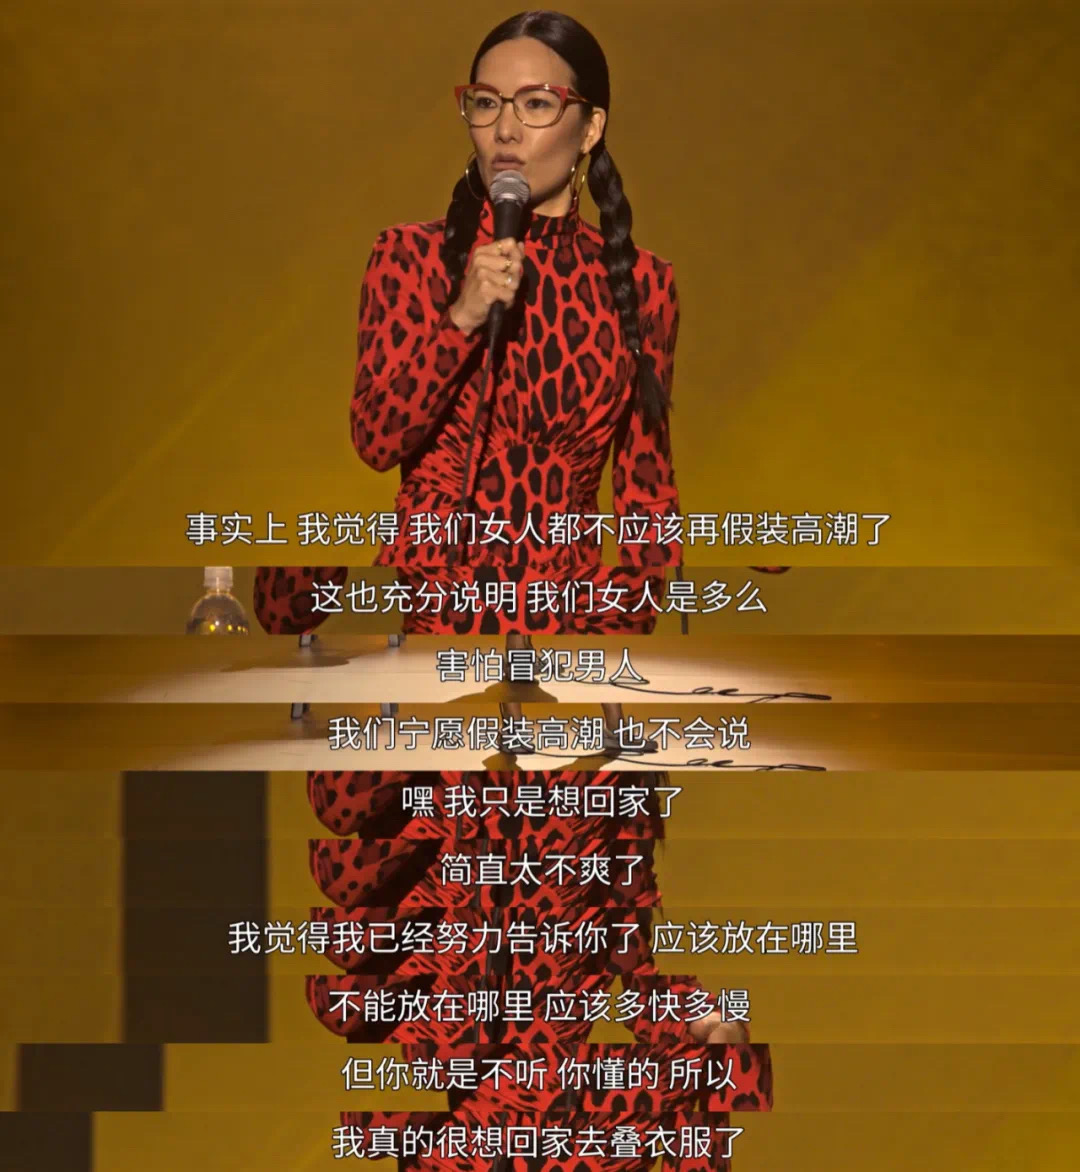 事实上 我觉得 我们女人都不应该再假装高潮了
这也充分说明 我们女人是多么
害怕冒犯男人
我们宁愿假装高潮 也不会说
嘿 我只是想回家了
简直太不爽了
我觉得我已经努力告诉你了 应该放在哪里
不能放在哪里 应该多快多慢
但你就是不听 你懂的 所以
我真的很想回家去叠衣服了